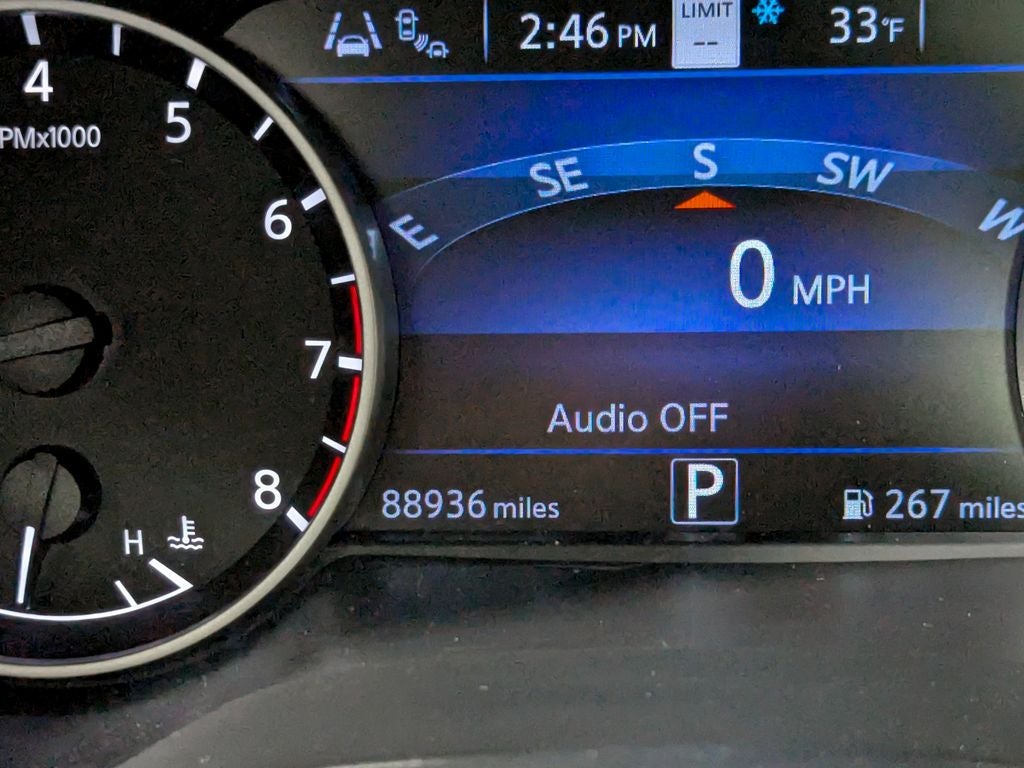 2:46 PM
LIMIT
--
33°F
4
5
PMx1000
6
7
8
H
E
SE
S
SW
W
0 MPH
Audio OFF
88936 miles
P
267 miles